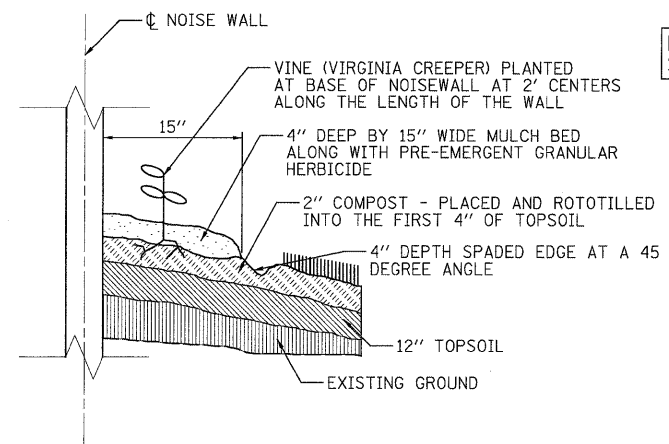 ℄ NOISE WALL
VINE (VIRGINIA CREEPER) PLANTED
AT BASE OF NOISEWALL AT 2' CENTERS
ALONG THE LENGTH OF THE WALL
15"
4" DEEP BY 15" WIDE MULCH BED
ALONG WITH PRE-EMERGENT GRANULAR
HERBICIDE
2" COMPOST - PLACED AND ROTOTILLED
INTO THE FIRST 4" OF TOPSOIL
4" DEPTH SPADED EDGE AT A 45
DEGREE ANGLE
12" TOPSOIL
EXISTING GROUND